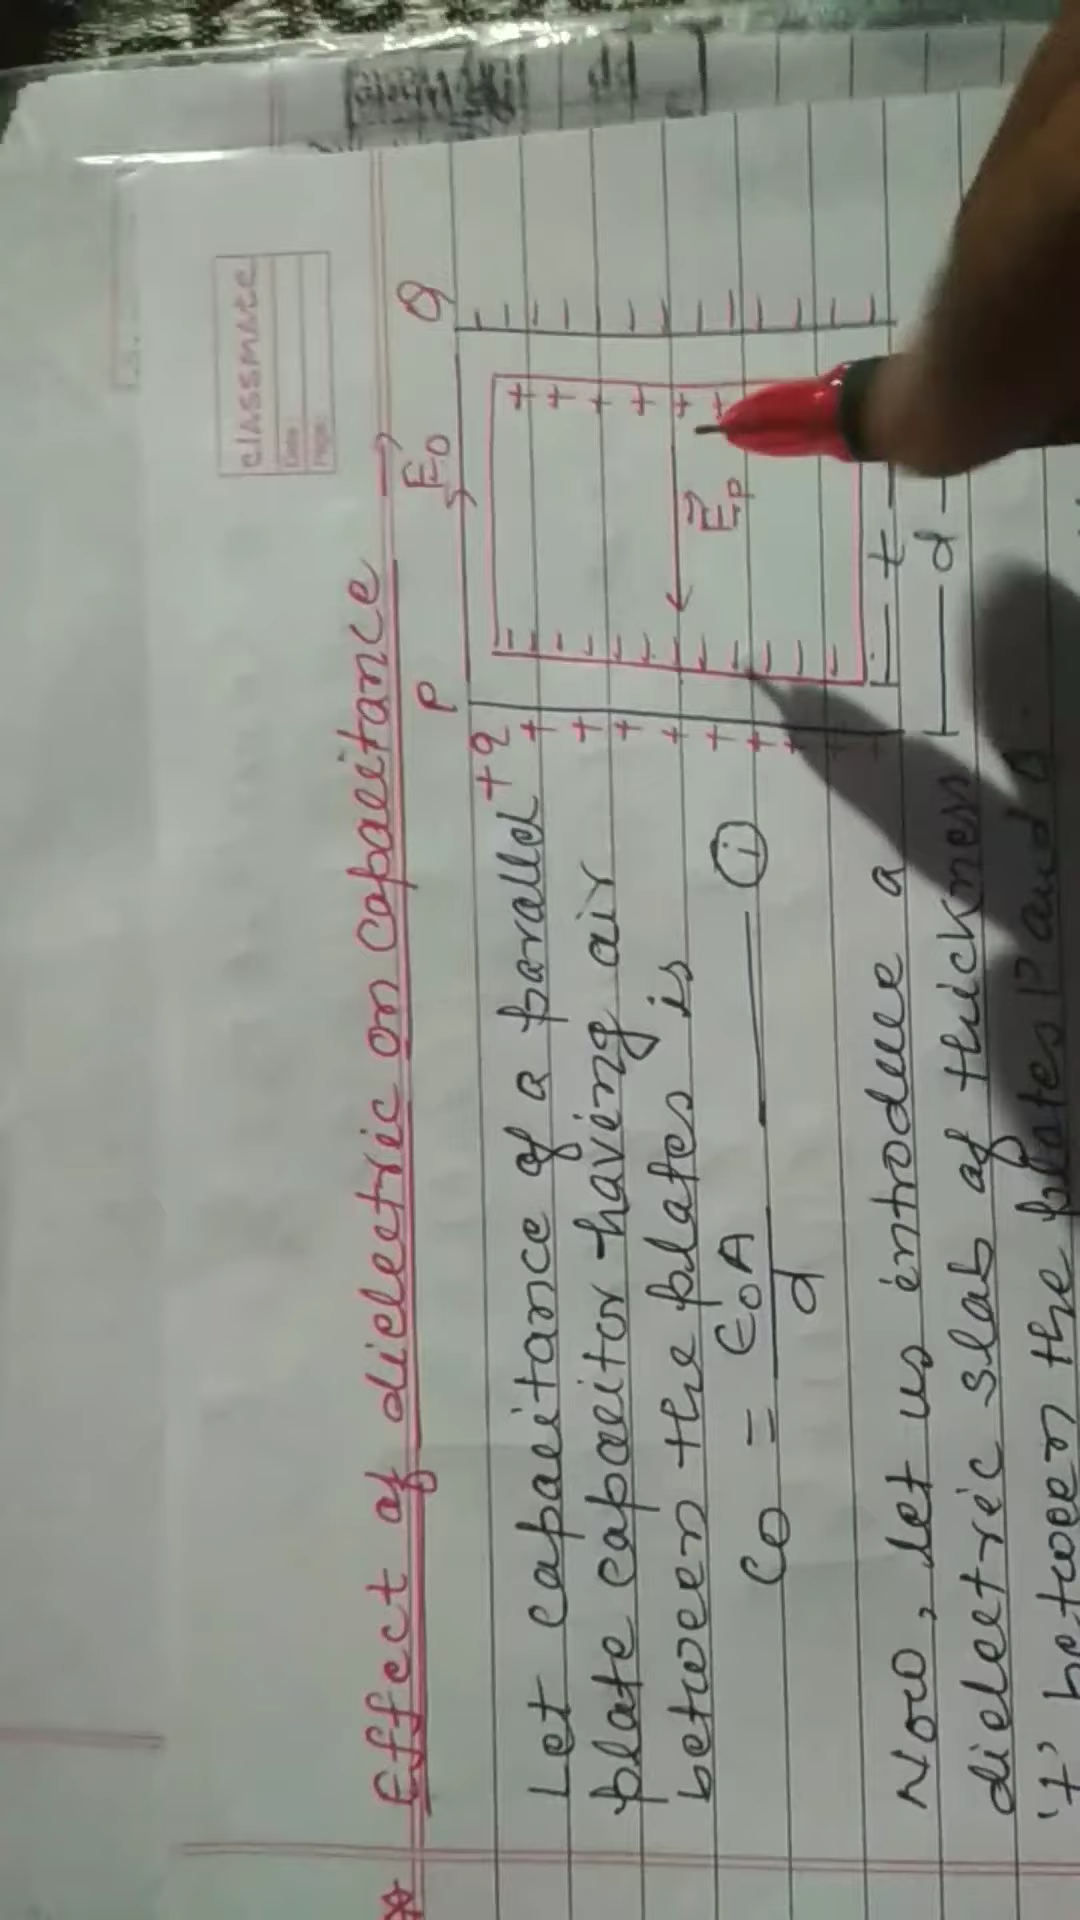 classmate
Date
Page
* Effect of dielectric on capacitance →
Let capacitance of a parallel
plate capacitor having air
between the plates is
C0 = ϵ0A/d ——— (i)
Now, let us introduce a
dielectric slab of thickness
't' between the plates P and Q.
P E0 Q
+q
+ + + + + + + +
Ep
t
d